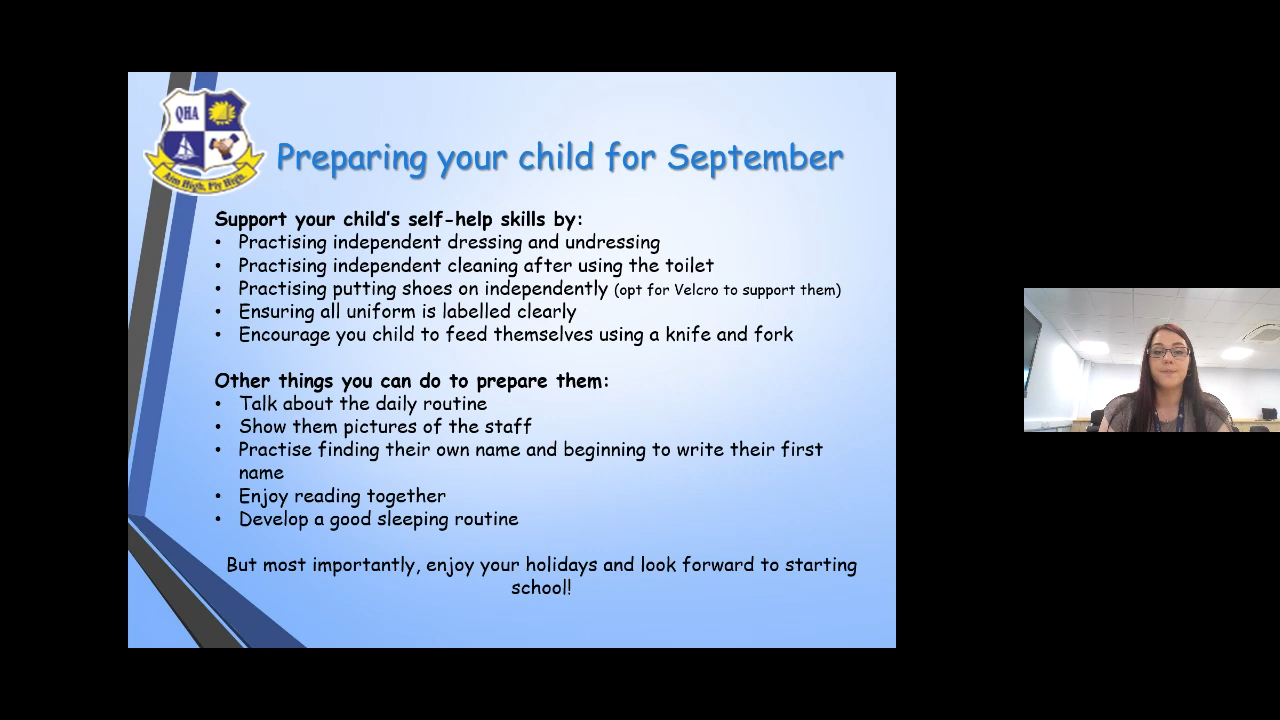 QHA
Aim High, Fly High
Preparing your child for September
Support your child's self-help skills by:
• Practising independent dressing and undressing
• Practising independent cleaning after using the toilet
• Practising putting shoes on independently (opt for Velcro to support them)
• Ensuring all uniform is labelled clearly
• Encourage you child to feed themselves using a knife and fork
Other things you can do to prepare them:
• Talk about the daily routine
• Show them pictures of the staff
• Practise finding their own name and beginning to write their first
name
• Enjoy reading together
• Develop a good sleeping routine
But most importantly, enjoy your holidays and look forward to starting
school!